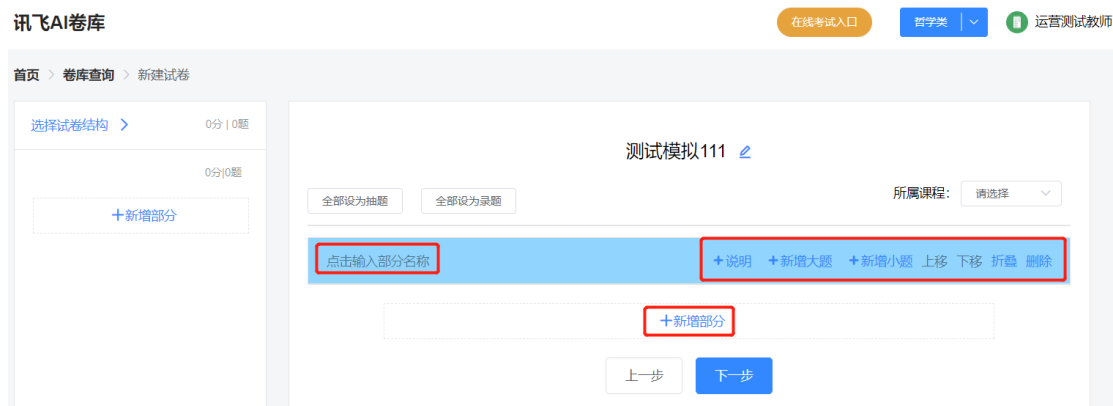 讯飞AI卷库
在线考试入口
哲学类
运营测试教师
首页 > 卷库查询 > 新建试卷
选择试卷结构 >
0分 | 0题
0分|0题
+新增部分
测试模拟111
全部设为抽题
全部设为录题
所属课程：
请选择
点击输入部分名称
+说明 +新增大题 +新增小题 上移 下移 折叠 删除
+新增部分
上一步
下一步